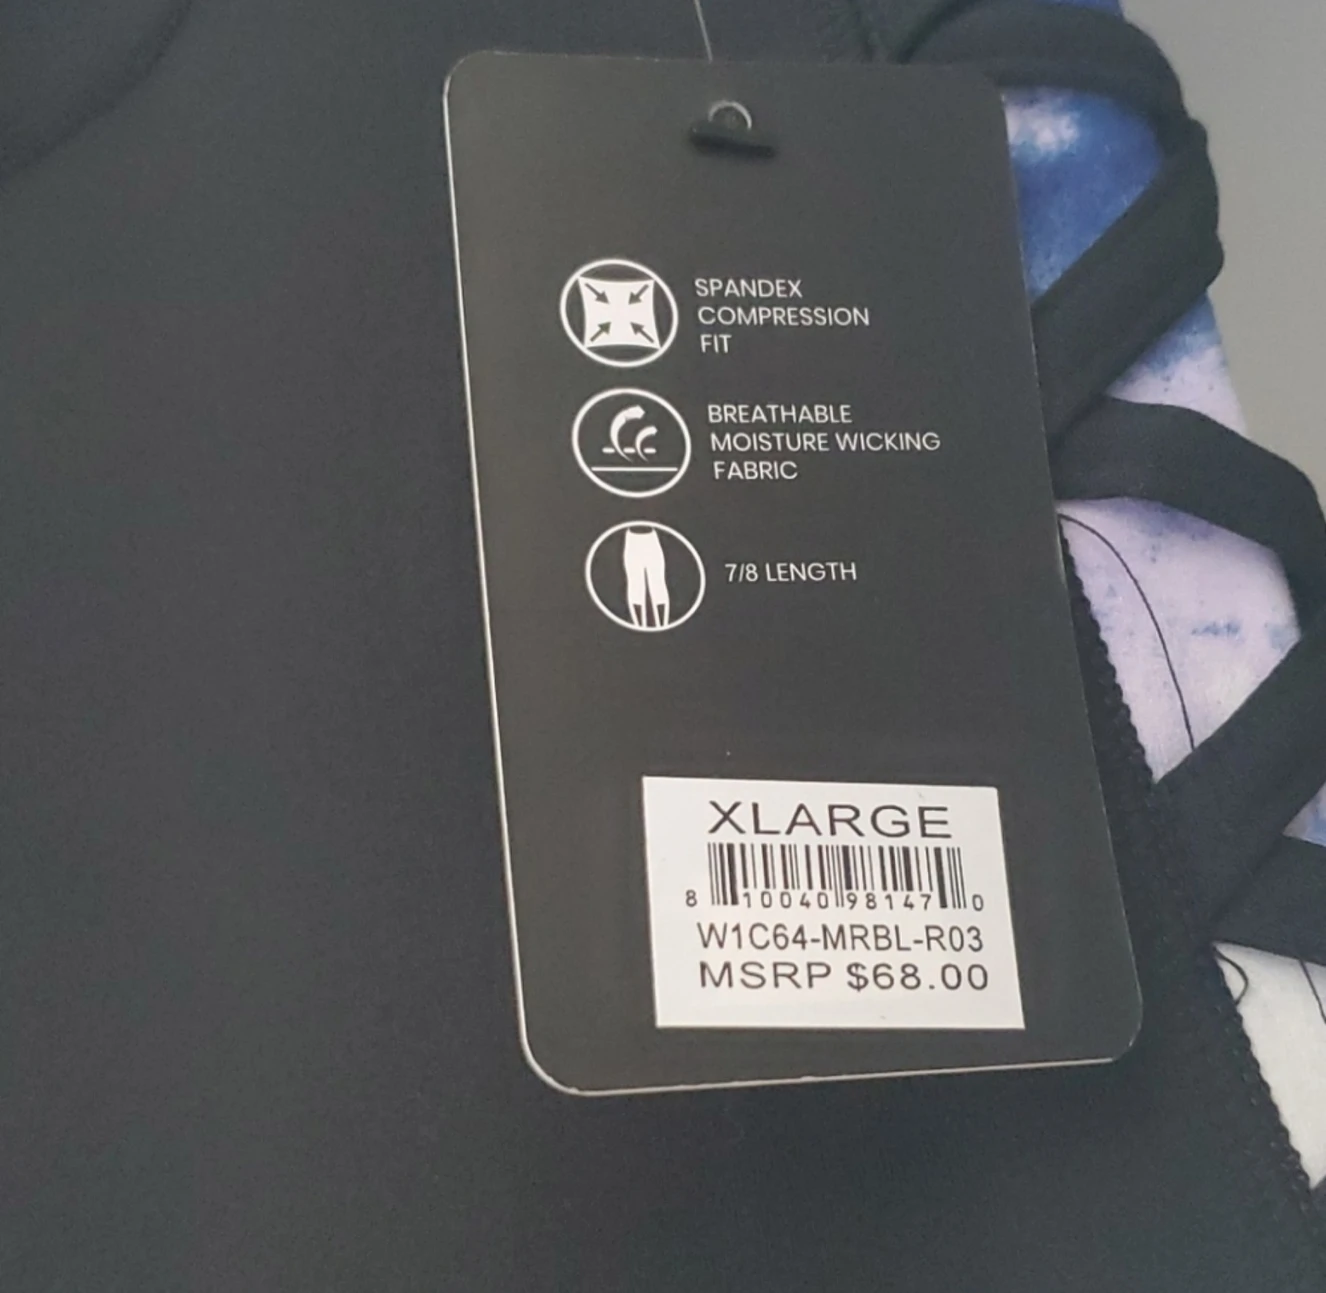 SPANDEX
COMPRESSION
FIT
BREATHABLE
MOISTURE WICKING
FABRIC
7/8 LENGTH
XLARGE
8 10040 98147 0
W1C64-MRBL-R03
MSRP $68.00